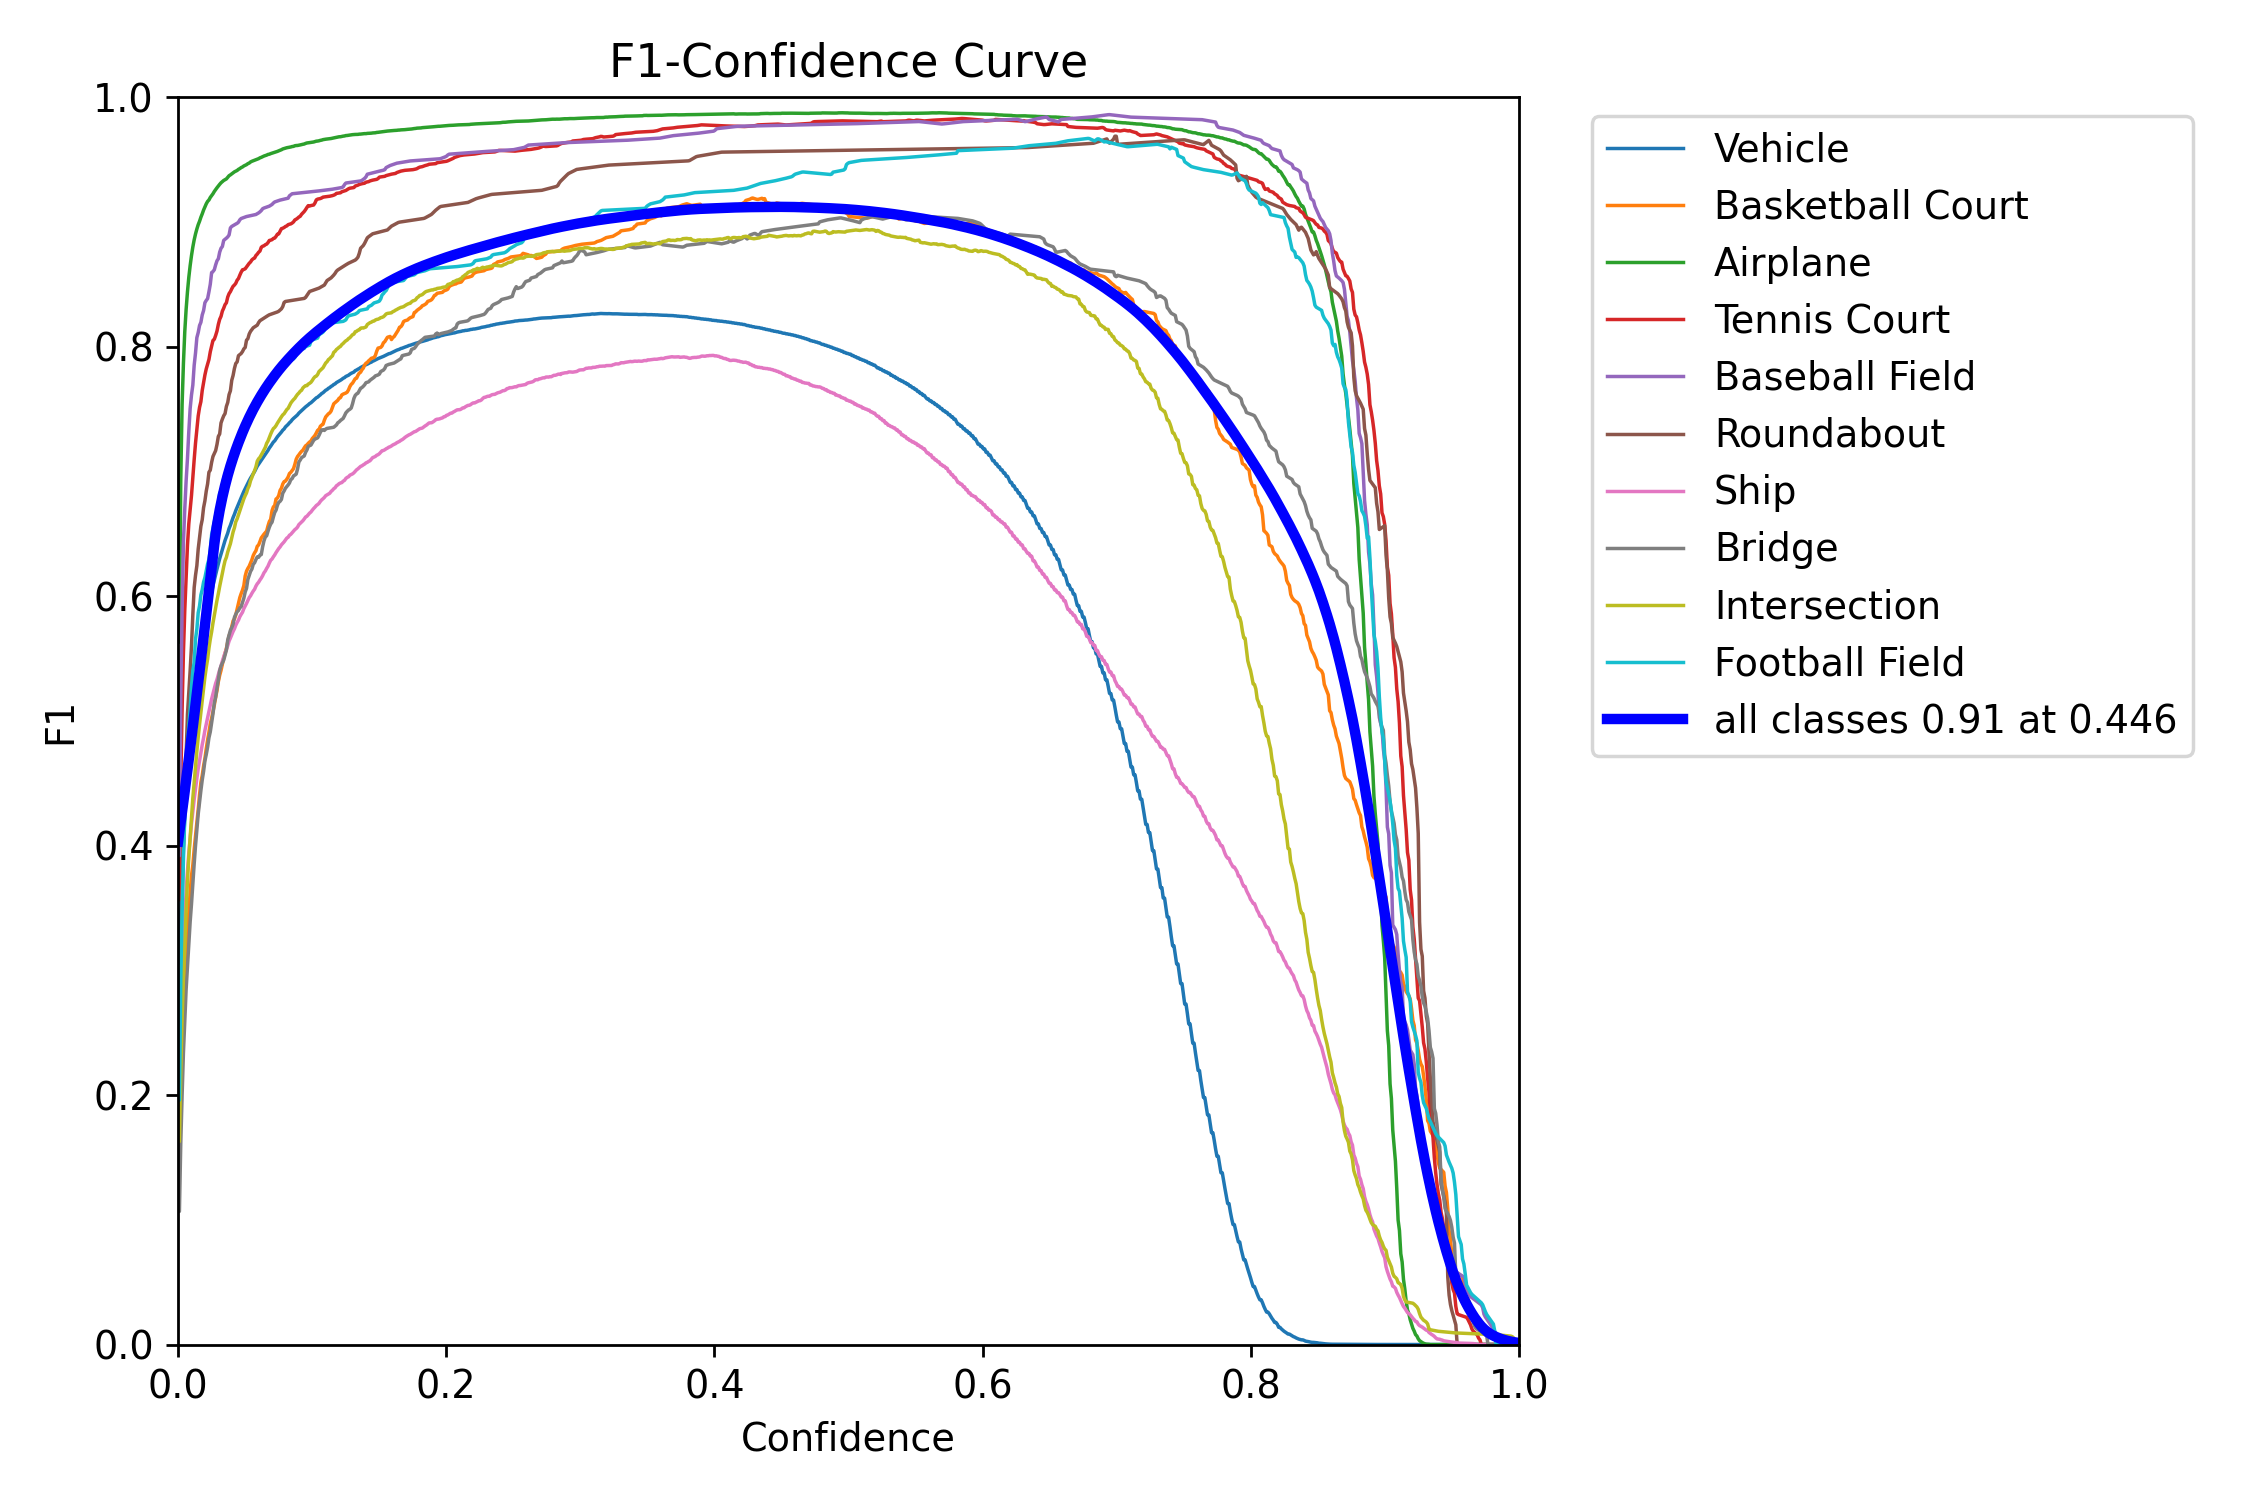 F1-Confidence Curve
1.0
0.8
0.6
0.4
0.2
0.0
F1
0.0 0.2 0.4 0.6 0.8 1.0
Confidence
Vehicle
Basketball Court
Airplane
Tennis Court
Baseball Field
Roundabout
Ship
Bridge
Intersection
Football Field
all classes 0.91 at 0.446